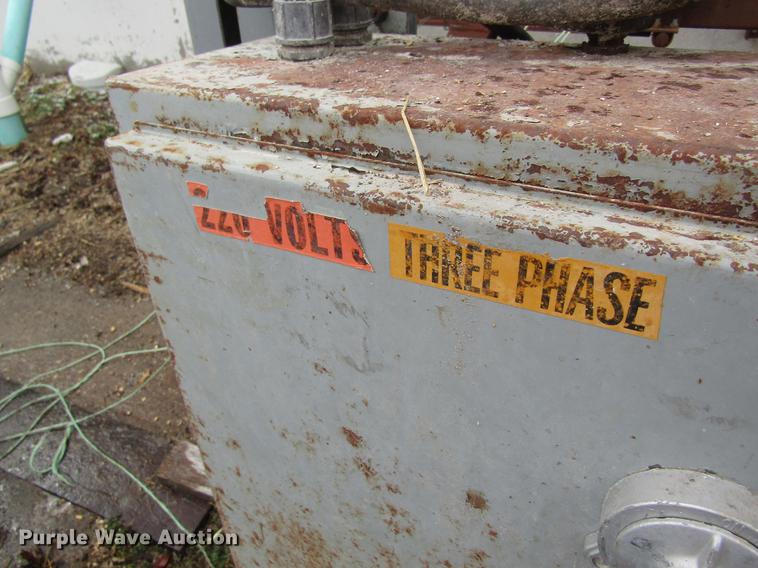 220 VOLTS
THREE PHASE
Purple Wave Auction